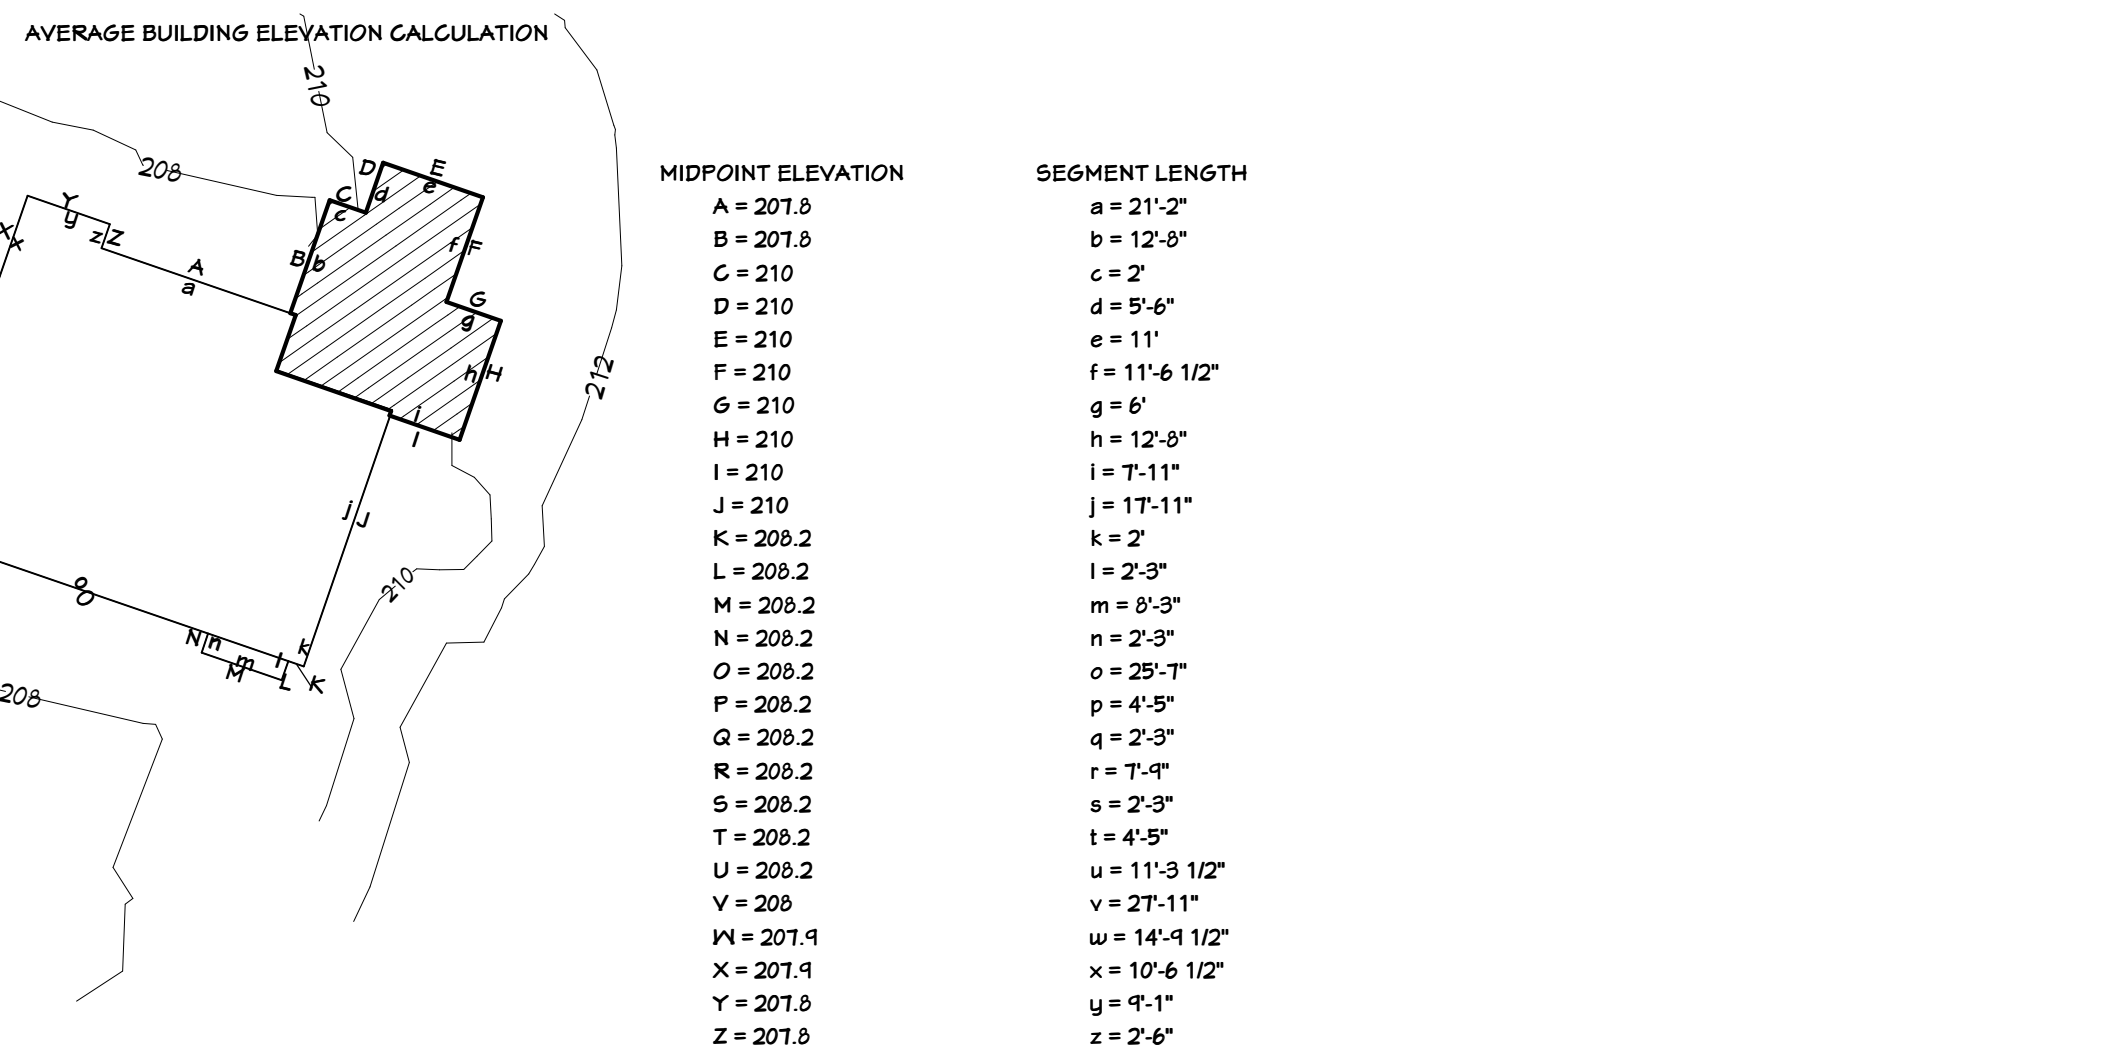 AVERAGE BUILDING ELEVATION CALCULATION
210
208
MIDPOINT ELEVATION SEGMENT LENGTH
A = 207.8 a = 21'-2"
B = 207.8 b = 12'-8"
C = 210 c = 2'
D = 210 d = 5'-6"
E = 210 e = 11'
F = 210 f = 11'-6 1/2"
G = 210 g = 6'
H = 210 h = 12'-8"
I = 210 i = 7'-11"
J = 210 j = 17'-11"
K = 208.2 k = 2'
L = 208.2 l = 2'-3"
M = 208.2 m = 8'-3"
N = 208.2 n = 2'-3"
O = 208.2 o = 25'-7"
P = 208.2 p = 4'-5"
Q = 208.2 q = 2'-3"
R = 208.2 r = 7'-9"
S = 208.2 s = 2'-3"
T = 208.2 t = 4'-5"
U = 208.2 u = 11'-3 1/2"
V = 208 v = 27'-11"
W = 207.9 w = 14'-9 1/2"
X = 207.9 x = 10'-6 1/2"
Y = 207.8 y = 9'-1"
Z = 207.8 z = 2'-6"
D
E
d
e
C
c
Y
y
X
x
z Z
B b
f F
A
a
G
g
h H
212
i
I
j J
210
o
O
N n
m
M
l
L
k
K
208